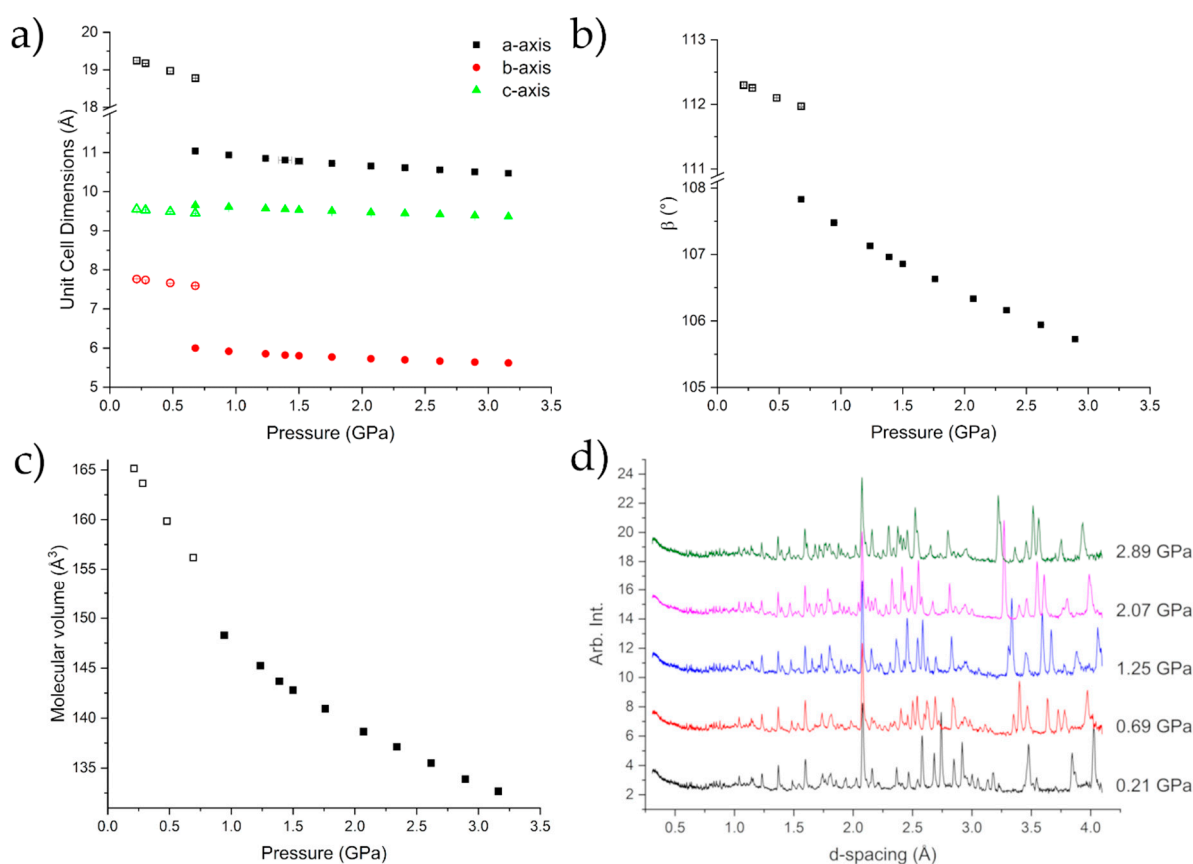 a)
20
19
18
11
10
9
8
7
6
5
Unit Cell Dimensions (Å)
0.0 0.5 1.0 1.5 2.0 2.5 3.0 3.5
Pressure (GPa)
a-axis
b-axis
c-axis
b)
113
112
111
108
107
106
105
β (°)
0.0 0.5 1.0 1.5 2.0 2.5 3.0 3.5
Pressure (GPa)
c)
165
160
155
150
145
140
135
Molecular volume (Å³)
0.0 0.5 1.0 1.5 2.0 2.5 3.0 3.5
Pressure (GPa)
d)
24
22
20
18
16
14
12
10
8
6
4
2
Arb. Int.
2.89 GPa
2.07 GPa
1.25 GPa
0.69 GPa
0.21 GPa
0.5 1.0 1.5 2.0 2.5 3.0 3.5 4.0
d-spacing (Å)